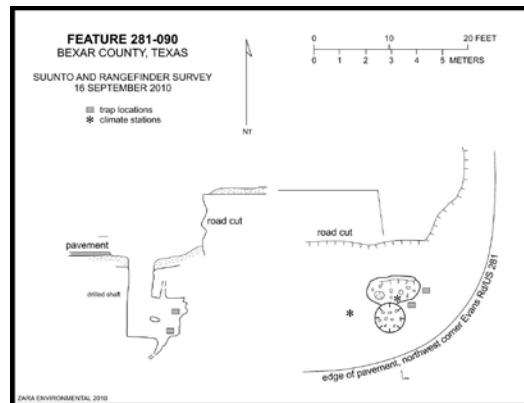 FEATURE 281-090
BEXAR COUNTY, TEXAS
SUUNTO AND RANGEFINDER SURVEY
16 SEPTEMBER 2010
trap locations
climate stations
NT
0 10 20 FEET
0 1 2 3 4 5 METERS
road cut
pavement
drilled shaft
road cut
edge of pavement, northwest corner Evans Rd/US 281
ZARA ENVIRONMENTAL 2010